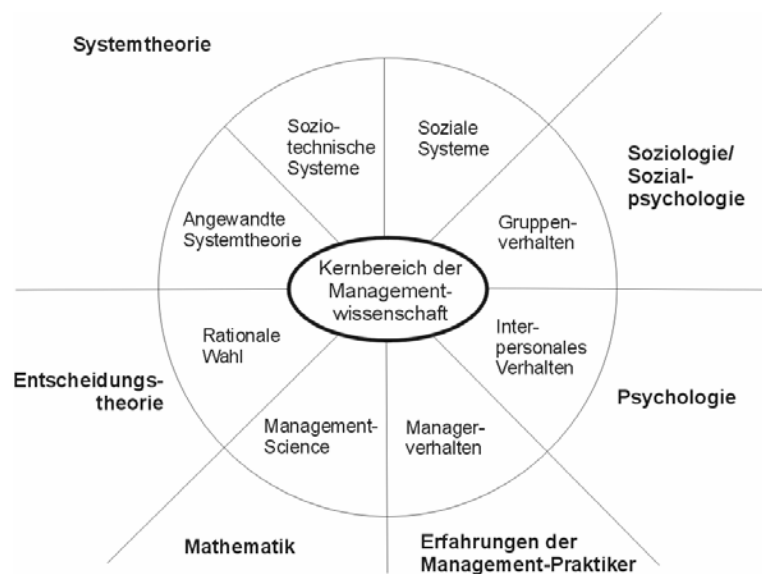 Systemtheorie
Sozio-
technische
Systeme
Soziale
Systeme
Soziologie/
Sozial-
psychologie
Angewandte
Systemtheorie
Gruppen-
verhalten
Kernbereich der
Management-
wissenschaft
Rationale
Wahl
Inter-
personales
Verhalten
Entscheidungs-
theorie
Psychologie
Management-
Science
Manager-
verhalten
Mathematik
Erfahrungen der
Management-Praktiker